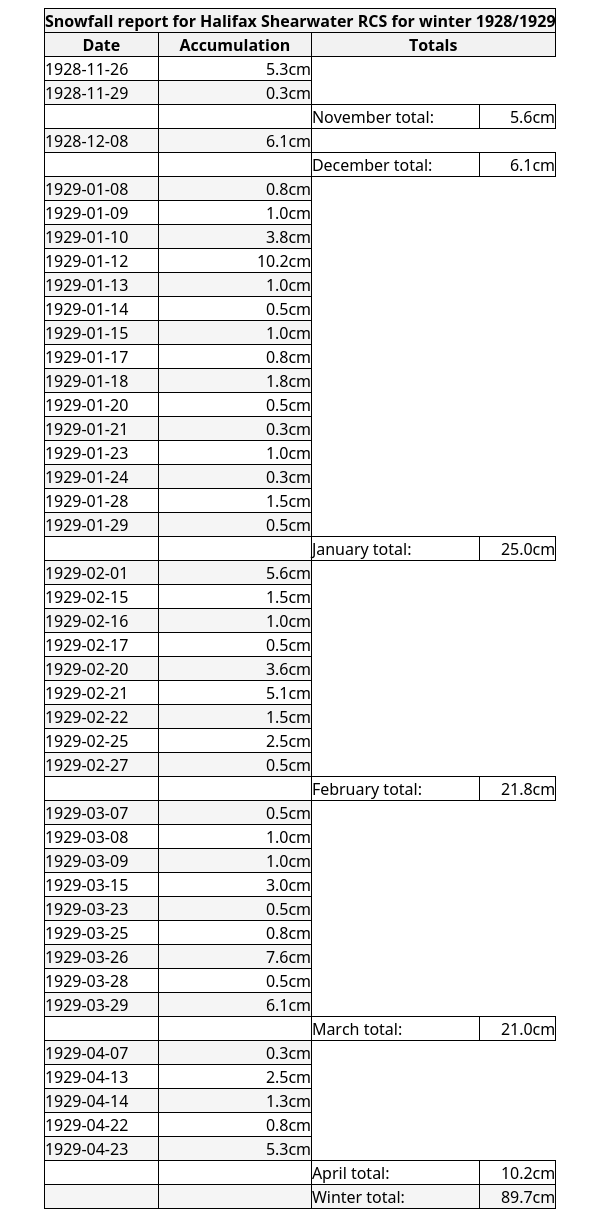 Snowfall report for Halifax Shearwater RCS for winter 1928/1929
Date Accumulation Totals
1928-11-26 5.3cm
1928-11-29 0.3cm
November total: 5.6cm
1928-12-08 6.1cm
December total: 6.1cm
1929-01-08 0.8cm
1929-01-09 1.0cm
1929-01-10 3.8cm
1929-01-12 10.2cm
1929-01-13 1.0cm
1929-01-14 0.5cm
1929-01-15 1.0cm
1929-01-17 0.8cm
1929-01-18 1.8cm
1929-01-20 0.5cm
1929-01-21 0.3cm
1929-01-23 1.0cm
1929-01-24 0.3cm
1929-01-28 1.5cm
1929-01-29 0.5cm
January total: 25.0cm
1929-02-01 5.6cm
1929-02-15 1.5cm
1929-02-16 1.0cm
1929-02-17 0.5cm
1929-02-20 3.6cm
1929-02-21 5.1cm
1929-02-22 1.5cm
1929-02-25 2.5cm
1929-02-27 0.5cm
February total: 21.8cm
1929-03-07 0.5cm
1929-03-08 1.0cm
1929-03-09 1.0cm
1929-03-15 3.0cm
1929-03-23 0.5cm
1929-03-25 0.8cm
1929-03-26 7.6cm
1929-03-28 0.5cm
1929-03-29 6.1cm
March total: 21.0cm
1929-04-07 0.3cm
1929-04-13 2.5cm
1929-04-14 1.3cm
1929-04-22 0.8cm
1929-04-23 5.3cm
April total: 10.2cm
Winter total: 89.7cm